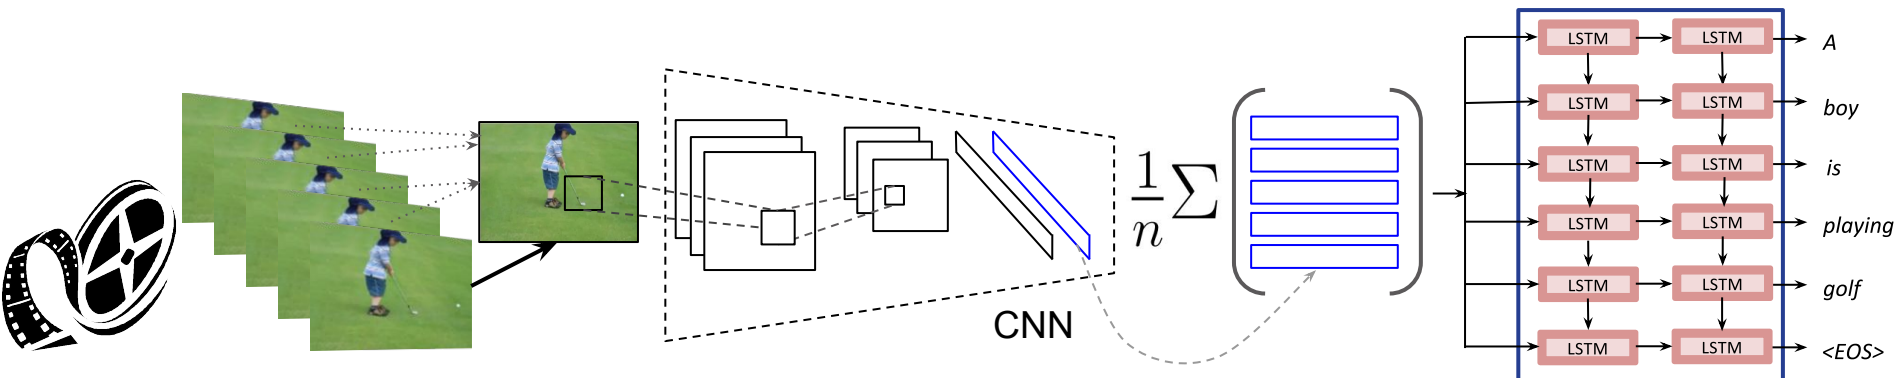 CNN
1/n ∑
LSTM LSTM A
LSTM LSTM boy
LSTM LSTM is
LSTM LSTM playing
LSTM LSTM golf
LSTM LSTM <EOS>